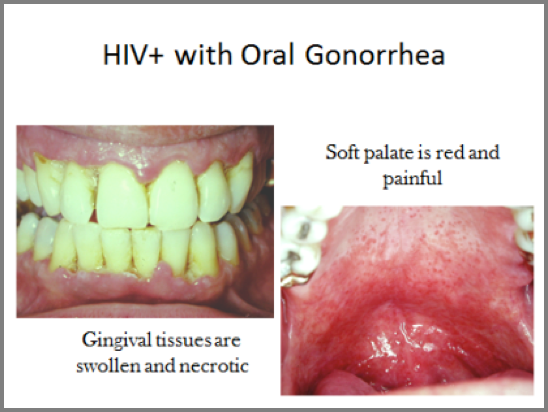 HIV+ with Oral Gonorrhea
Soft palate is red and
painful
Gingival tissues are
swollen and necrotic